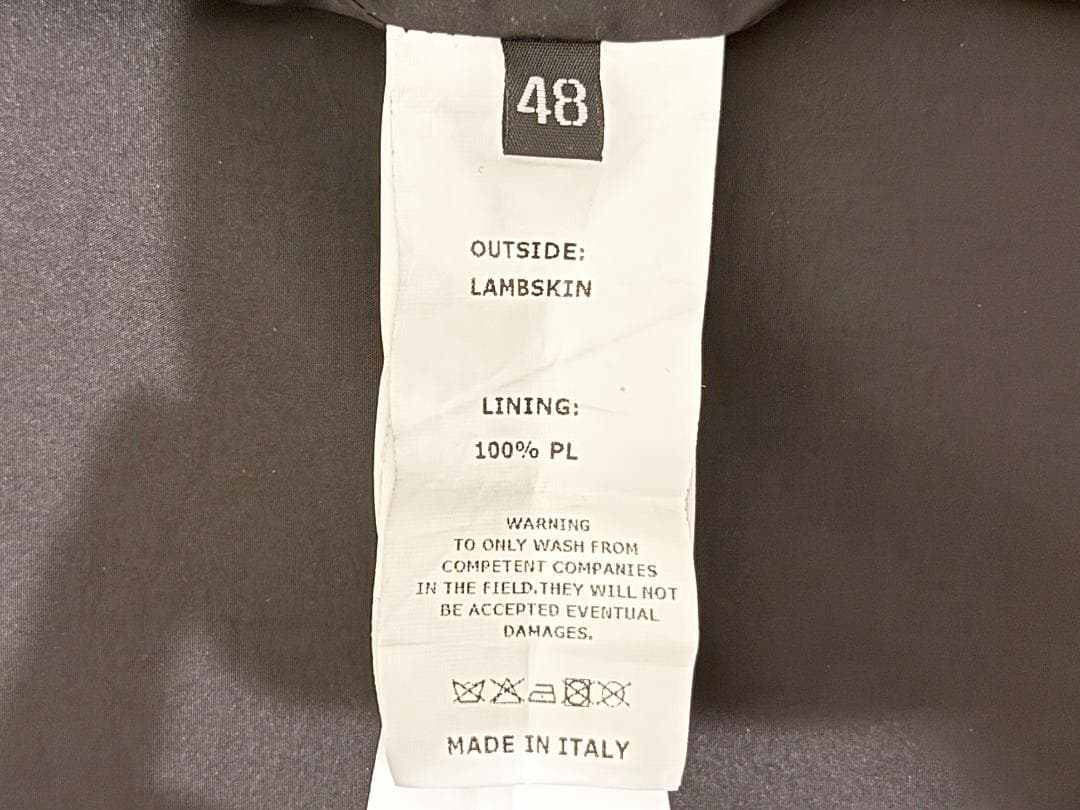 48
OUTSIDE:
LAMBSKIN
LINING:
100% PL
WARNING
TO ONLY WASH FROM
COMPETENT COMPANIES
IN THE FIELD.THEY WILL NOT
BE ACCEPTED EVENTUAL
DAMAGES.
MADE IN ITALY